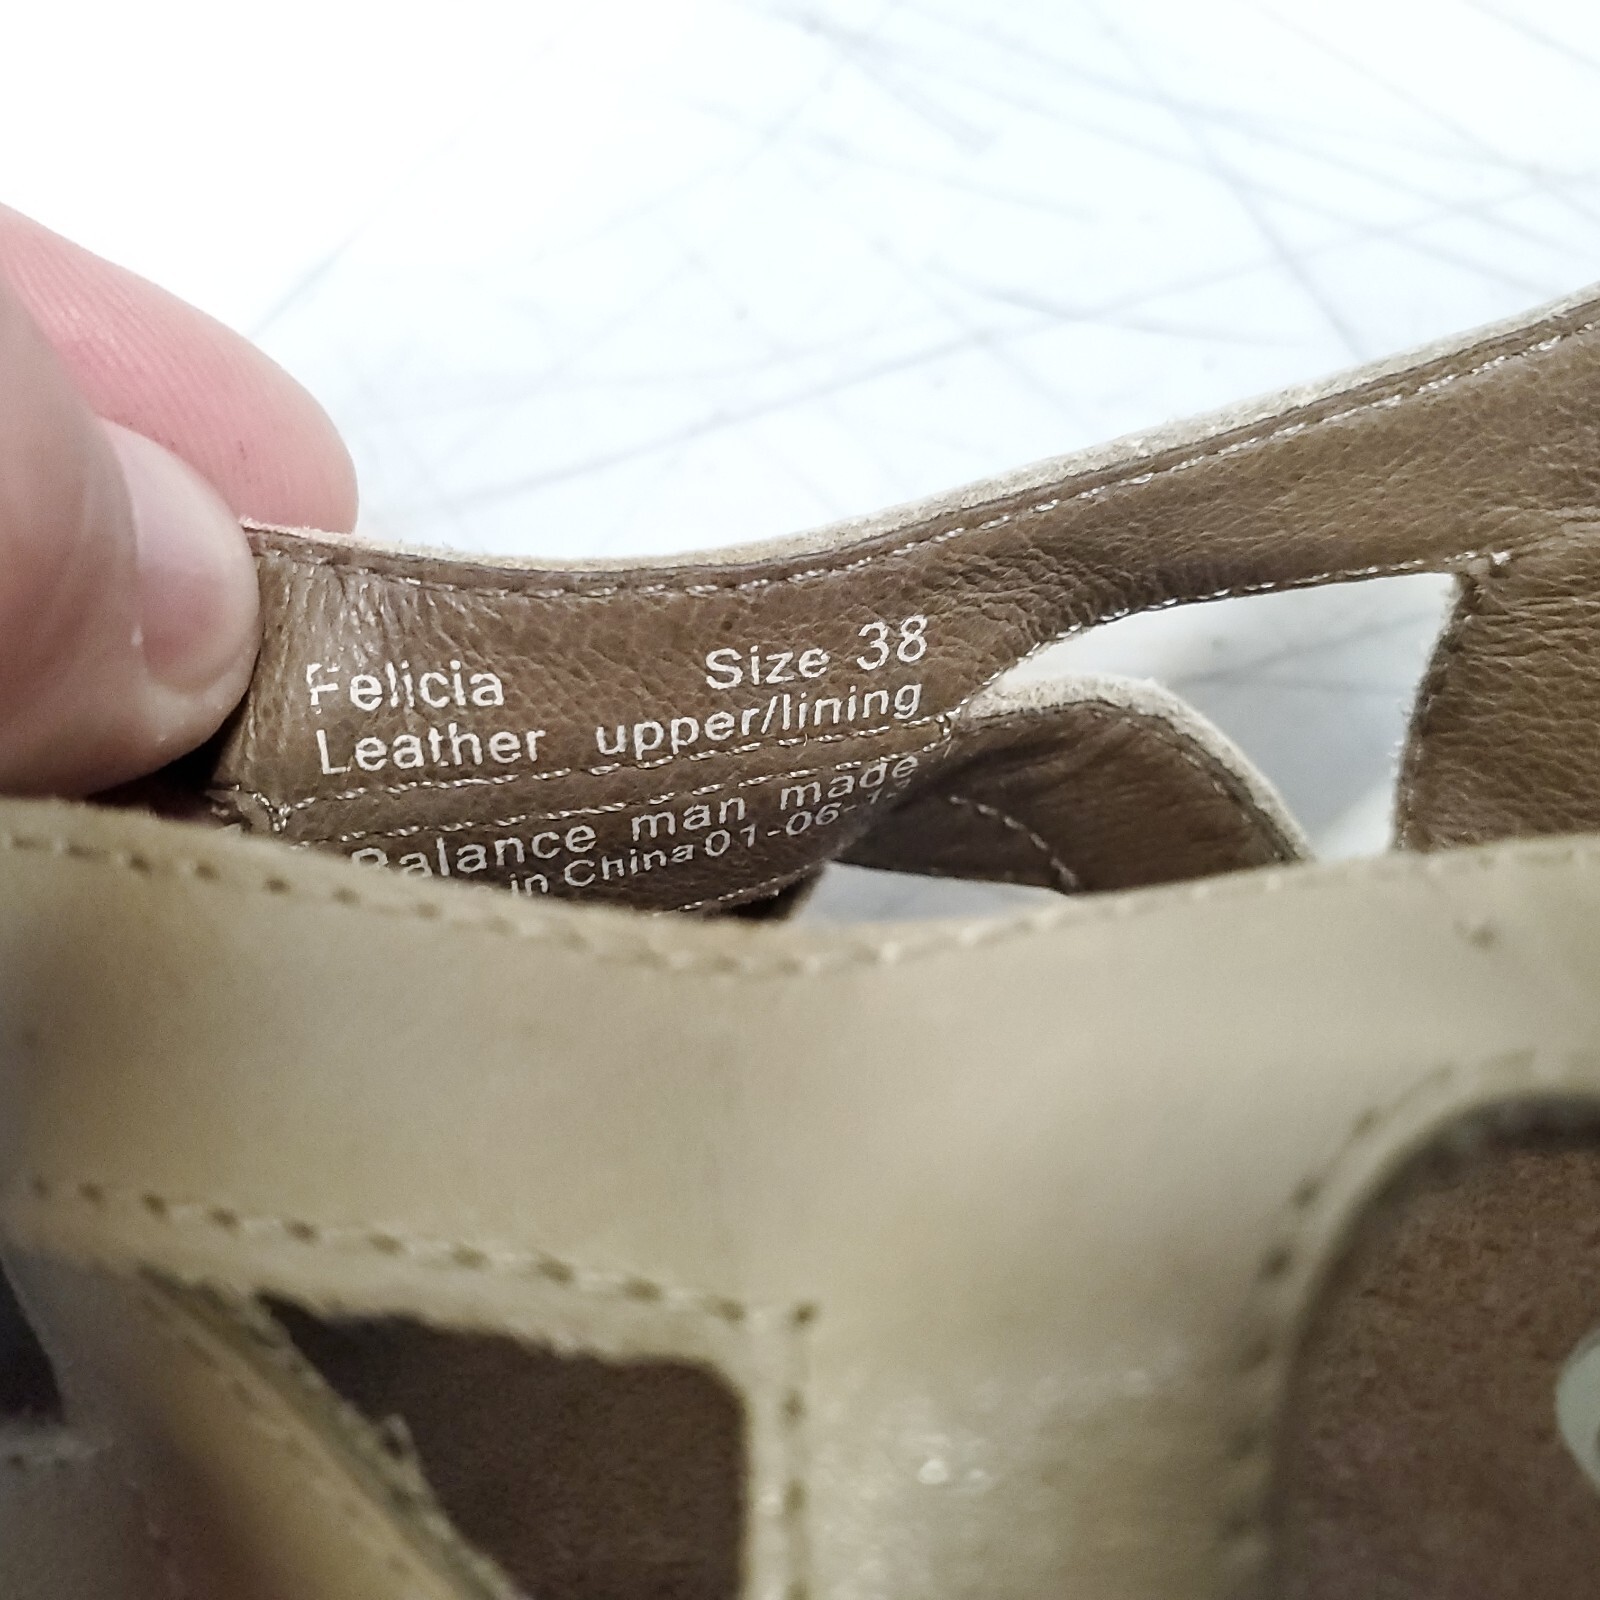 Felicia Size 38
Leather upper/lining
Balance man made
in China 01-06-